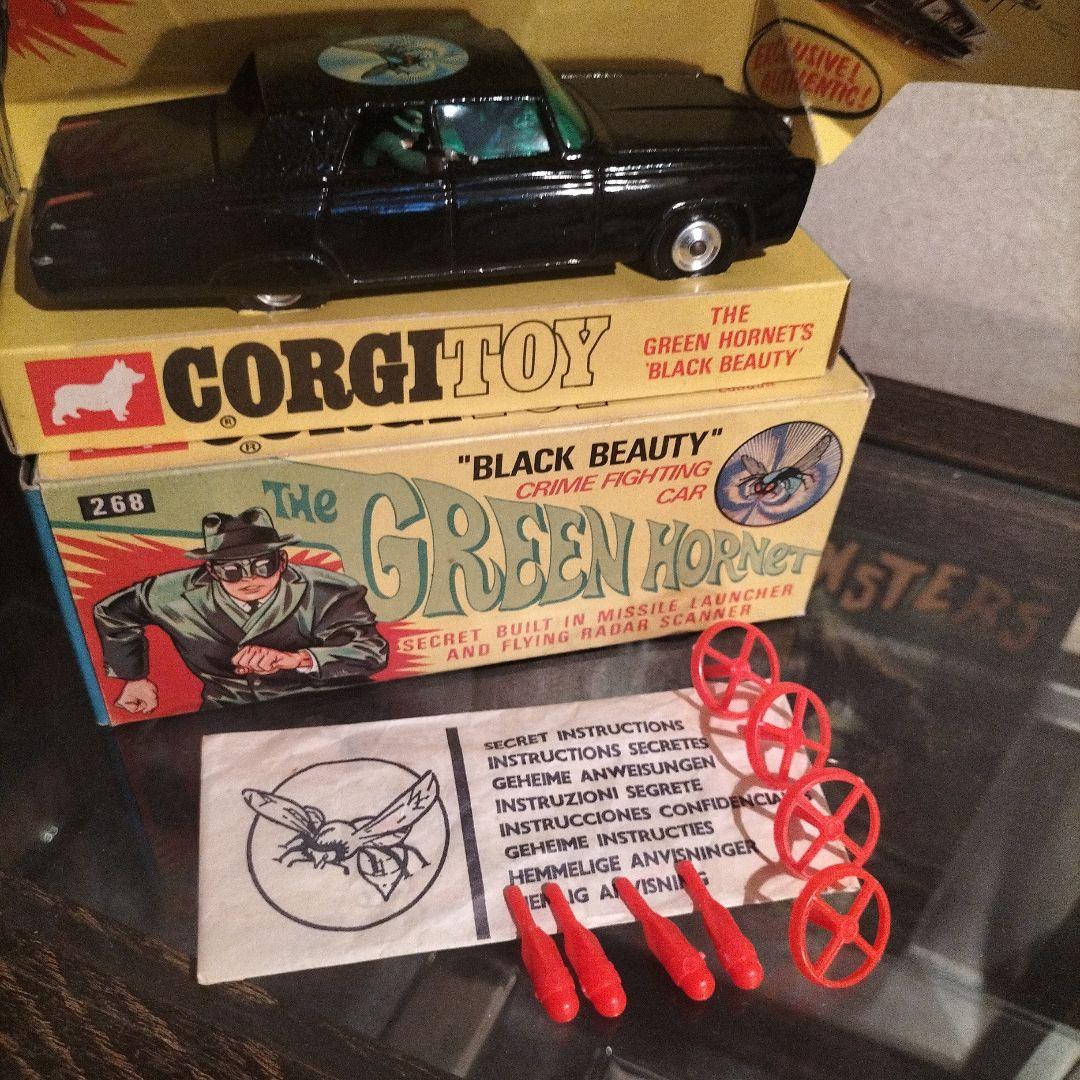 EXCLUSIVE!
AUTHENTIC!
CORGI TOY
®
THE
GREEN HORNET'S
'BLACK BEAUTY'
®
268
"BLACK BEAUTY"
CRIME FIGHTING
CAR
THE
GREEN HORNET
SECRET BUILT IN MISSILE LAUNCHER
AND FLYING RADAR SCANNER
SECRET INSTRUCTIONS
INSTRUCTIONS SECRETES
GEHEIME ANWEISUNGEN
INSTRUZIONI SEGRETE
INSTRUCCIONES CONFIDENCIA
GEHEIME INSTRUCTIES
HEMMELIGE ANVISNINGER